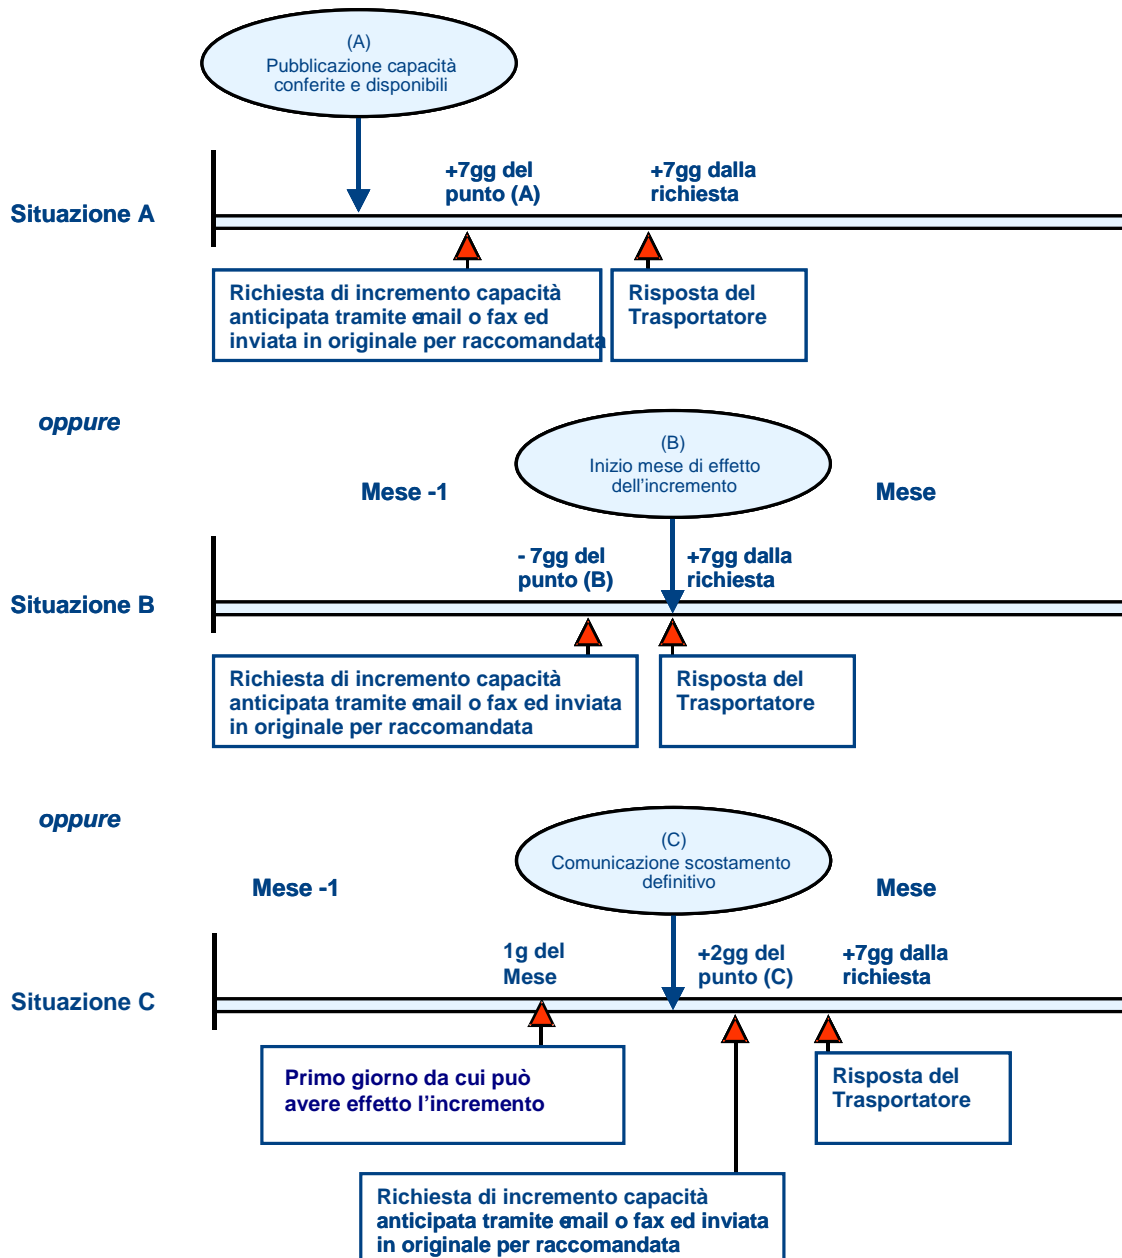 (A)
Pubblicazione capacità
conferite e disponibili
+7gg del
punto (A)
+7gg dalla
richiesta
Situazione A
Richiesta di incremento capacità
anticipata tramite email o fax ed
inviata in originale per raccomandata
Risposta del
Trasportatore
oppure
(B)
Inizio mese di effetto
dell'incremento
Mese -1
Mese
- 7gg del
punto (B)
+7gg dalla
richiesta
Situazione B
Richiesta di incremento capacità
anticipata tramite email o fax ed inviata
in originale per raccomandata
Risposta del
Trasportatore
oppure
(C)
Comunicazione scostamento
definitivo
Mese -1
Mese
1g del
Mese
+2gg del
punto (C)
+7gg dalla
richiesta
Situazione C
Primo giorno da cui può
avere effetto l'incremento
Risposta del
Trasportatore
Richiesta di incremento capacità
anticipata tramite email o fax ed inviata
in originale per raccomandata